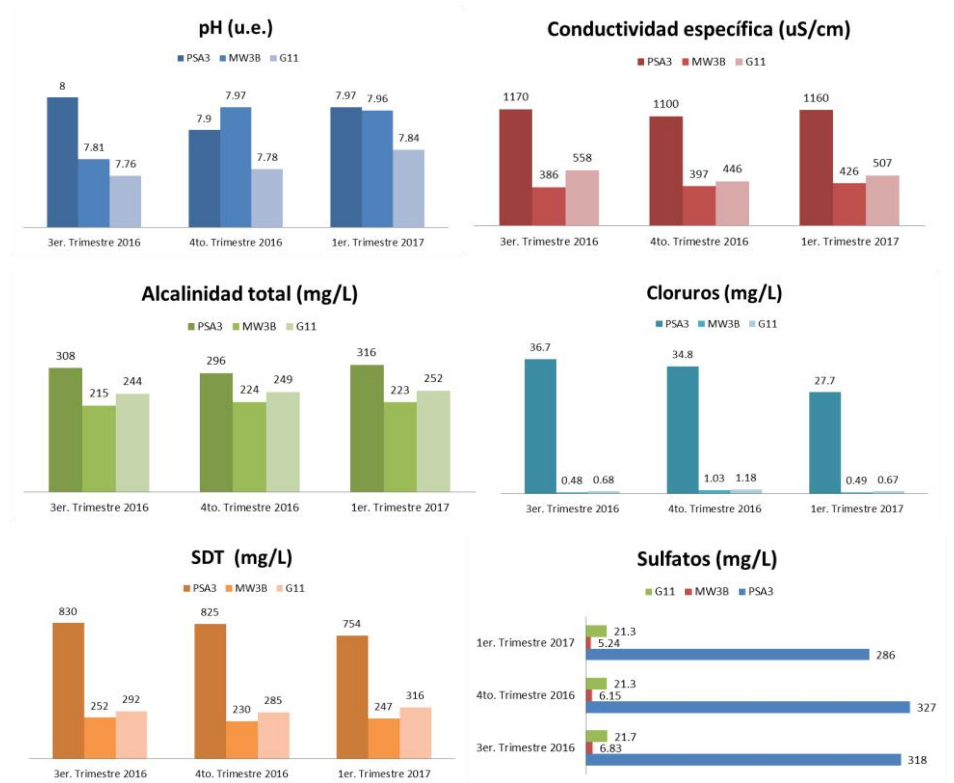 pH (u.e.)
PSA3 MW3B G11
8
7.81
7.76
7.9
7.97
7.78
7.97
7.96
7.84
3er. Trimestre 2016 4to. Trimestre 2016 1er. Trimestre 2017
Conductividad específica (uS/cm)
PSA3 MW3B G11
1170
386
558
1100
397
446
1160
426
507
3er. Trimestre 2016 4to. Trimestre 2016 1er. Trimestre 2017
Alcalinidad total (mg/L)
PSA3 MW3B G11
308
215
244
296
224
249
316
223
252
3er. Trimestre 2016 4to. Trimestre 2016 1er. Trimestre 2017
Cloruros (mg/L)
PSA3 MW3B G11
36.7
0.48
0.68
34.8
1.03
1.18
27.7
0.49
0.67
3er. Trimestre 2016 4to. Trimestre 2016 1er. Trimestre 2017
SDT (mg/L)
PSA3 MW3B G11
830
252
292
825
230
285
754
247
316
3er. Trimestre 2016 4to. Trimestre 2016 1er. Trimestre 2017
Sulfatos (mg/L)
G11 MW3B PSA3
21.3
1er. Trimestre 2017 5.24
286
21.3
4to. Trimestre 2016 6.15
327
21.7
3er. Trimestre 2016 6.83
318